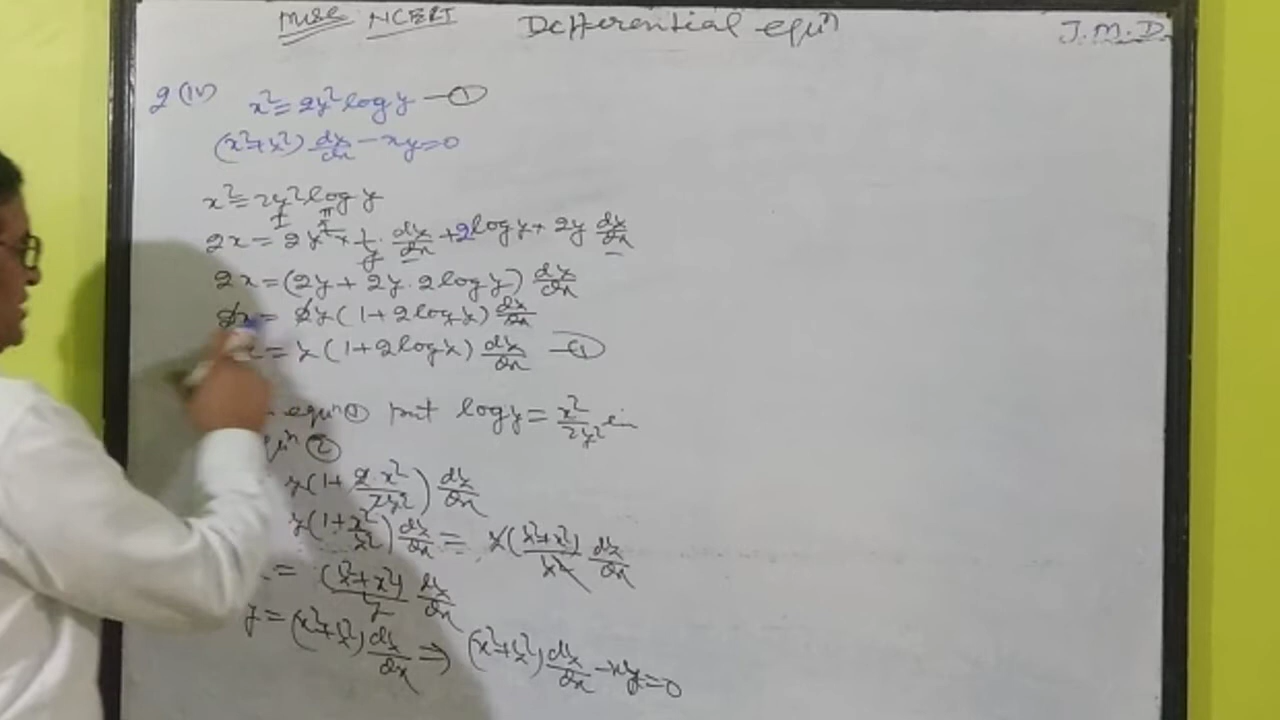 Misc NCERT Differential equⁿ J.M.D.
2(iv) x² = 2y² log y —①
(x²+y²) dy/dx - xy = 0
x² = 2y² log y
I II
2x = 2y² × 1/y · dy/dx + 2 log y × 2y dy/dx
2x = (2y + 2y · 2 log y) dy/dx
2x = 2y (1 + 2 log y) dy/dx
= y (1 + 2 log y) dy/dx —②
equⁿ ① put log y = x²/2y² in
②
y (1 + 2·x²/2y²) dy/dx
y (1 + x²/y²) dy/dx = y (y²+x²)/y² dy/dx
= (y²+x²)/y dy/dx
y = (x²+y²) dy/dx ⇒ (x²+y²) dy/dx - xy = 0